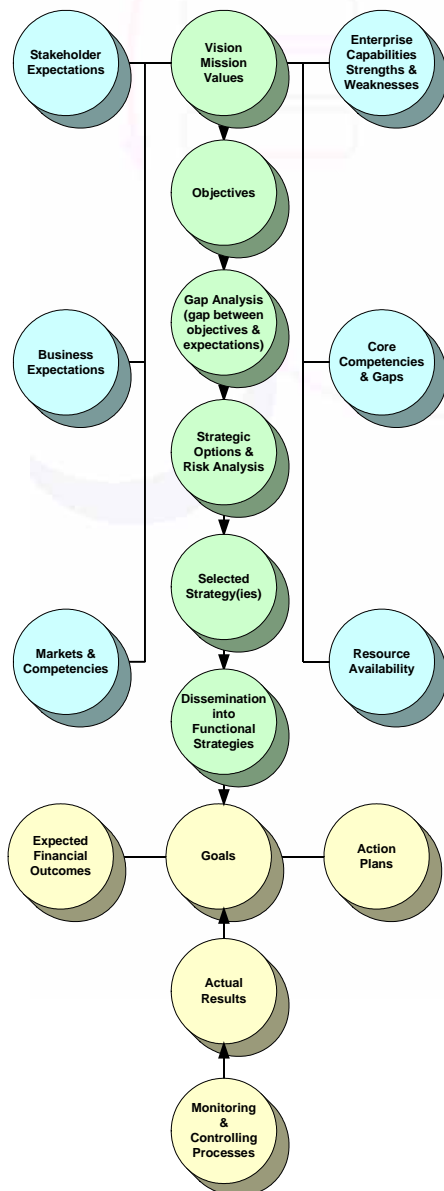 Stakeholder
Expectations
Vision
Mission
Values
Enterprise
Capabilities
Strengths &
Weaknesses
Objectives
Gap Analysis
(gap between
objectives &
expectations)
Business
Expectations
Core
Competencies
& Gaps
Strategic
Options &
Risk Analysis
Selected
Strategy(ies)
Markets &
Competencies
Resource
Availability
Dissemination
into
Functional
Strategies
Expected
Financial
Outcomes
Goals
Action
Plans
Actual
Results
Monitoring
&
Controlling
Processes